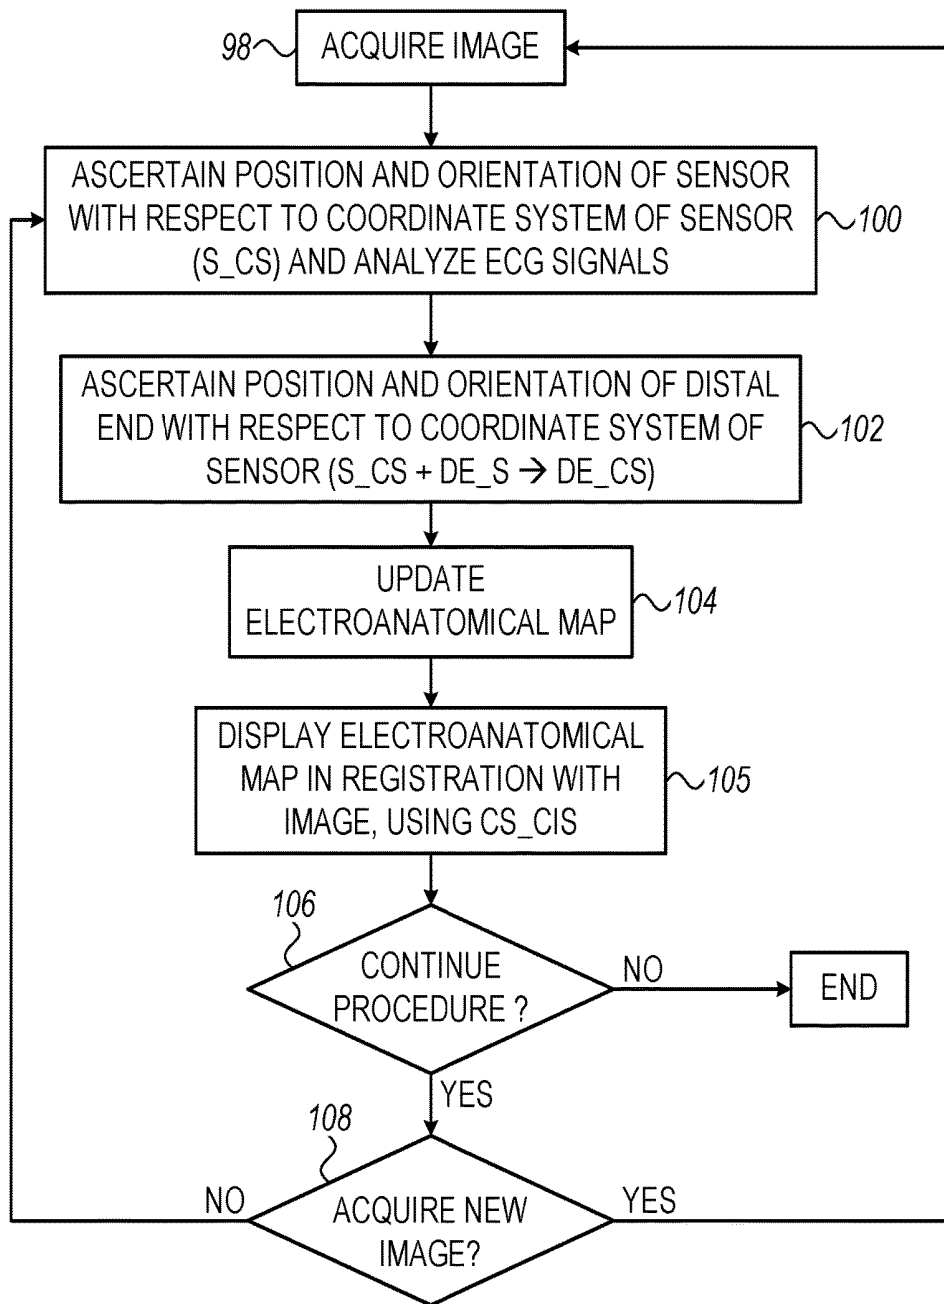 98
ACQUIRE IMAGE
ASCERTAIN POSITION AND ORIENTATION OF SENSOR
WITH RESPECT TO COORDINATE SYSTEM OF SENSOR
(S_CS) AND ANALYZE ECG SIGNALS
100
ASCERTAIN POSITION AND ORIENTATION OF DISTAL
END WITH RESPECT TO COORDINATE SYSTEM OF
SENSOR (S_CS + DE_S → DE_CS)
102
UPDATE
ELECTROANATOMICAL MAP
104
DISPLAY ELECTROANATOMICAL
MAP IN REGISTRATION WITH
IMAGE, USING CS_CIS
105
106
CONTINUE
PROCEDURE ?
NO
END
YES
108
NO
ACQUIRE NEW
IMAGE?
YES